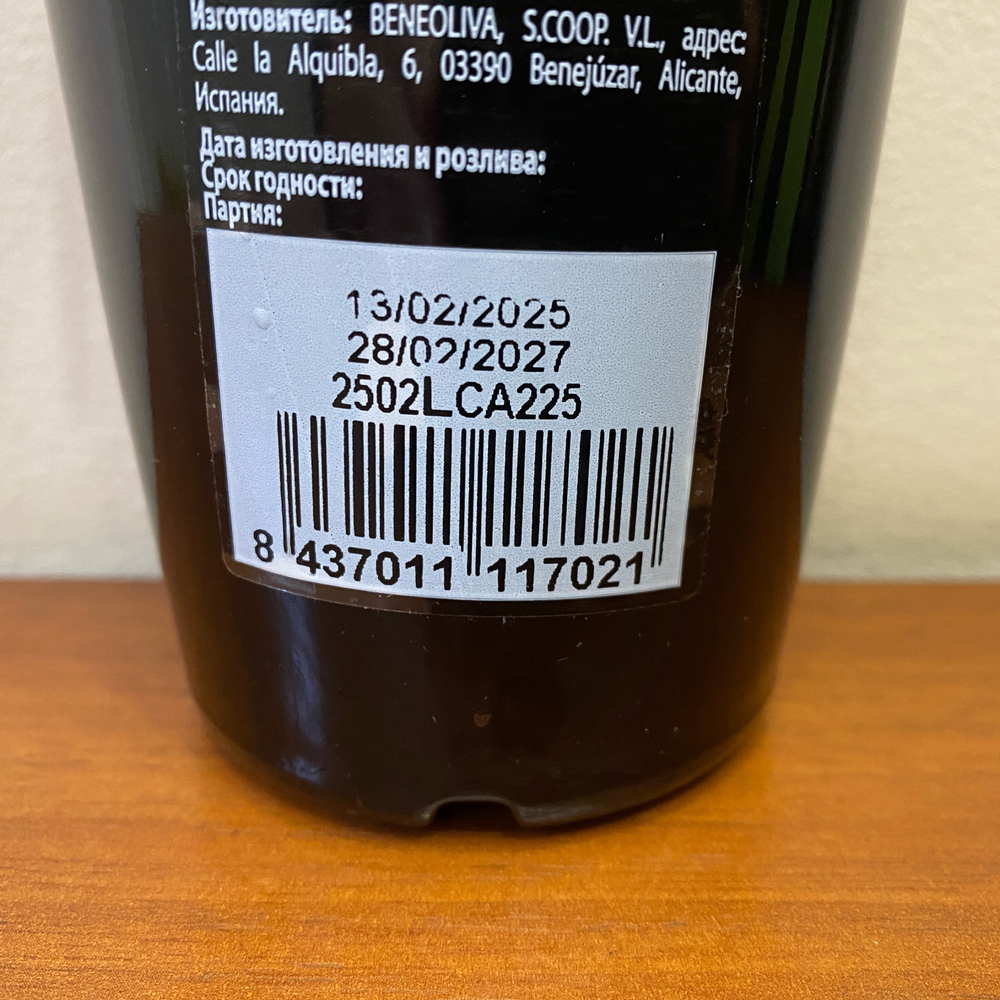 Изготовитель: BENEOLIVA, S.COOP. V.L., адрес:
Calle la Alquibla, 6, 03390 Benejúzar, Alicante,
Испания.
Дата изготовления и розлива:
Срок годности:
Партия:
13/02/2025
28/02/2027
2502LCA225
8 437011 117021